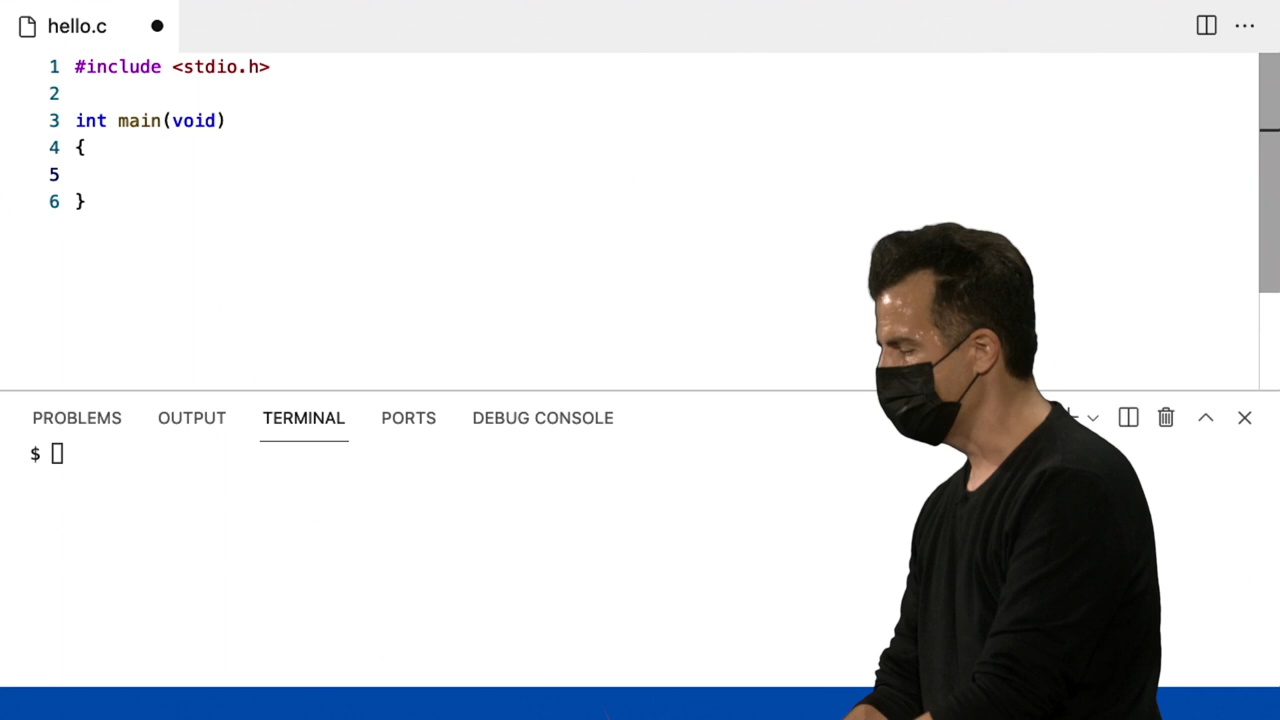 hello.c
1 #include <stdio.h>
2
3 int main(void)
4 {
5
6 }
PROBLEMS OUTPUT TERMINAL PORTS DEBUG CONSOLE
$